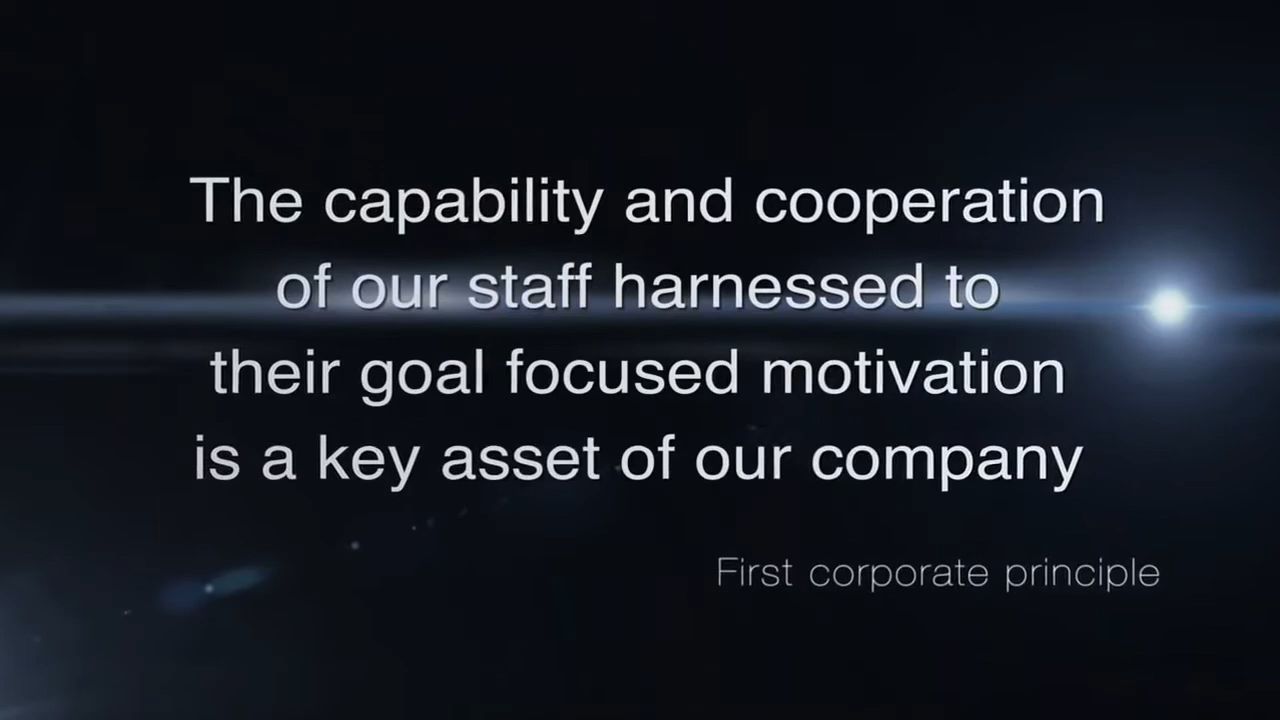 The capability and cooperation
of our staff harnessed to
their goal focused motivation
is a key asset of our company
First corporate principle